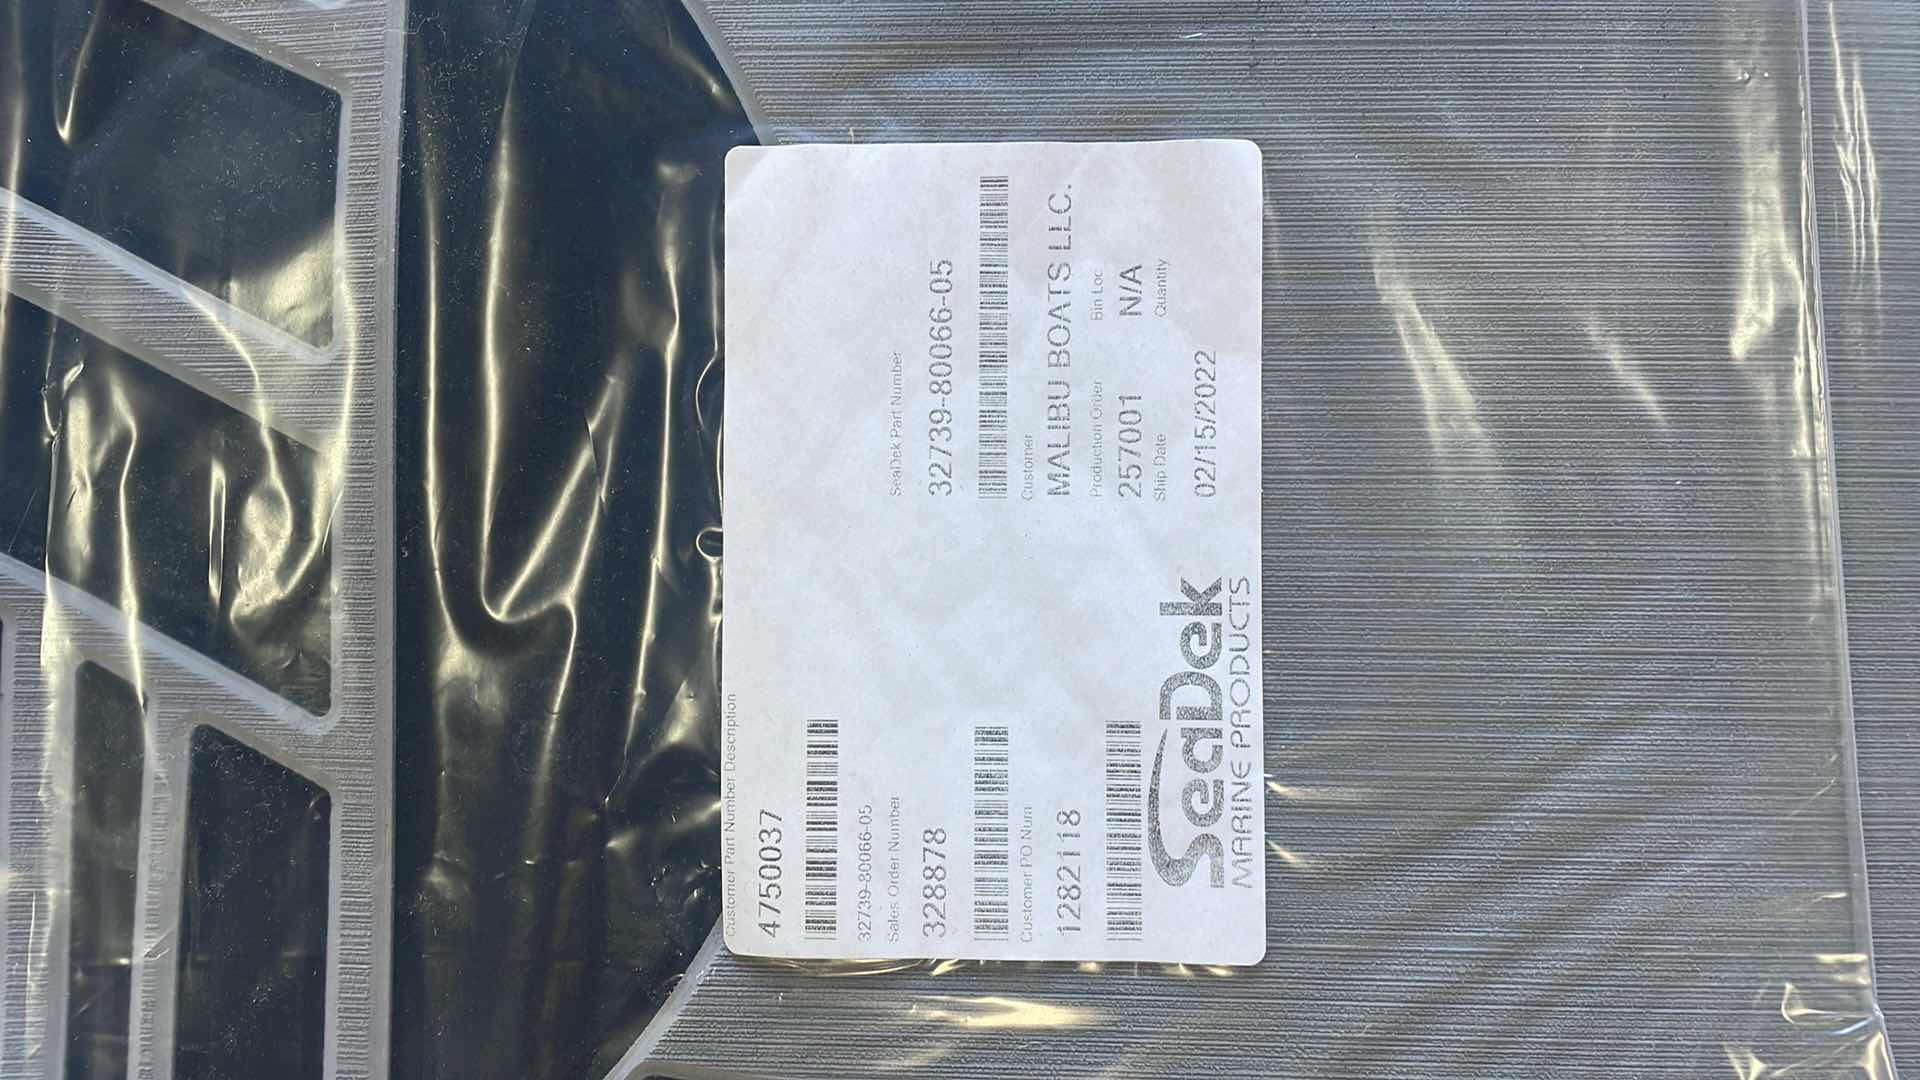 Customer Part Number Description
4750037
32739-80066-05
Sales Order Number
328878
Customer PO Num
1282118
SeaDek
MARINE PRODUCTS
SeaDek Part Number
32739-80066-05
Customer
MALIBU BOATS LLC.
Production Order Bin Loc
257001 N/A
Ship Date Quantity
02/15/2022